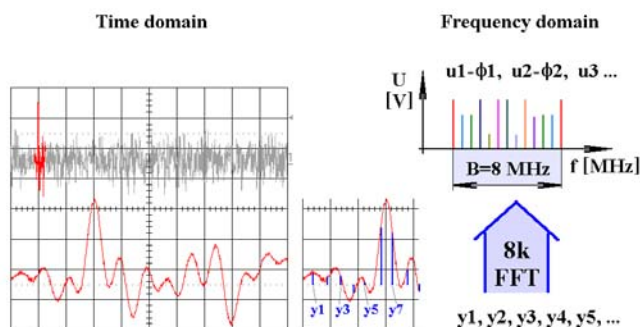 Time domain
Frequency domain
u1-ϕ1, u2-ϕ2, u3 ...
U
[V]
B=8 MHz
f [MHz]
8k
FFT
y1 y3 y5 y7
y1, y2, y3, y4, y5, ...